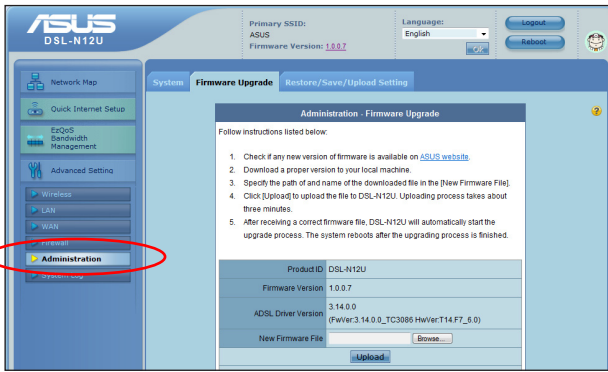 ASUS
DSL-N12U
Primary SSID:
ASUS
Firmware Version: 1.0.0.7
Language:
English
OK
Logout
Reboot
Network Map
Quick Internet Setup
EzQoS
Bandwidth
Management
Advanced Setting
Wireless
LAN
WAN
Firewall
Administration
System Log
System
Firmware Upgrade
Restore/Save/Upload Setting
Administration - Firmware Upgrade
Follow instructions listed below:
1. Check if any new version of firmware is available on ASUS website.
2. Download a proper version to your local machine.
3. Specify the path of and name of the downloaded file in the [New Firmware File].
4. Click [Upload] to upload the file to DSL-N12U. Uploading process takes about
three minutes.
5. After receiving a correct firmware file, DSL-N12U will automatically start the
upgrade process. The system reboots after the upgrading process is finished.
Product ID DSL-N12U
Firmware Version 1.0.0.7
ADSL Driver Version 3.14.0.0
(FwVer:3.14.0.0_TC3086 HwVer:T14.F7_6.0)
New Firmware File Browse...
Upload
?